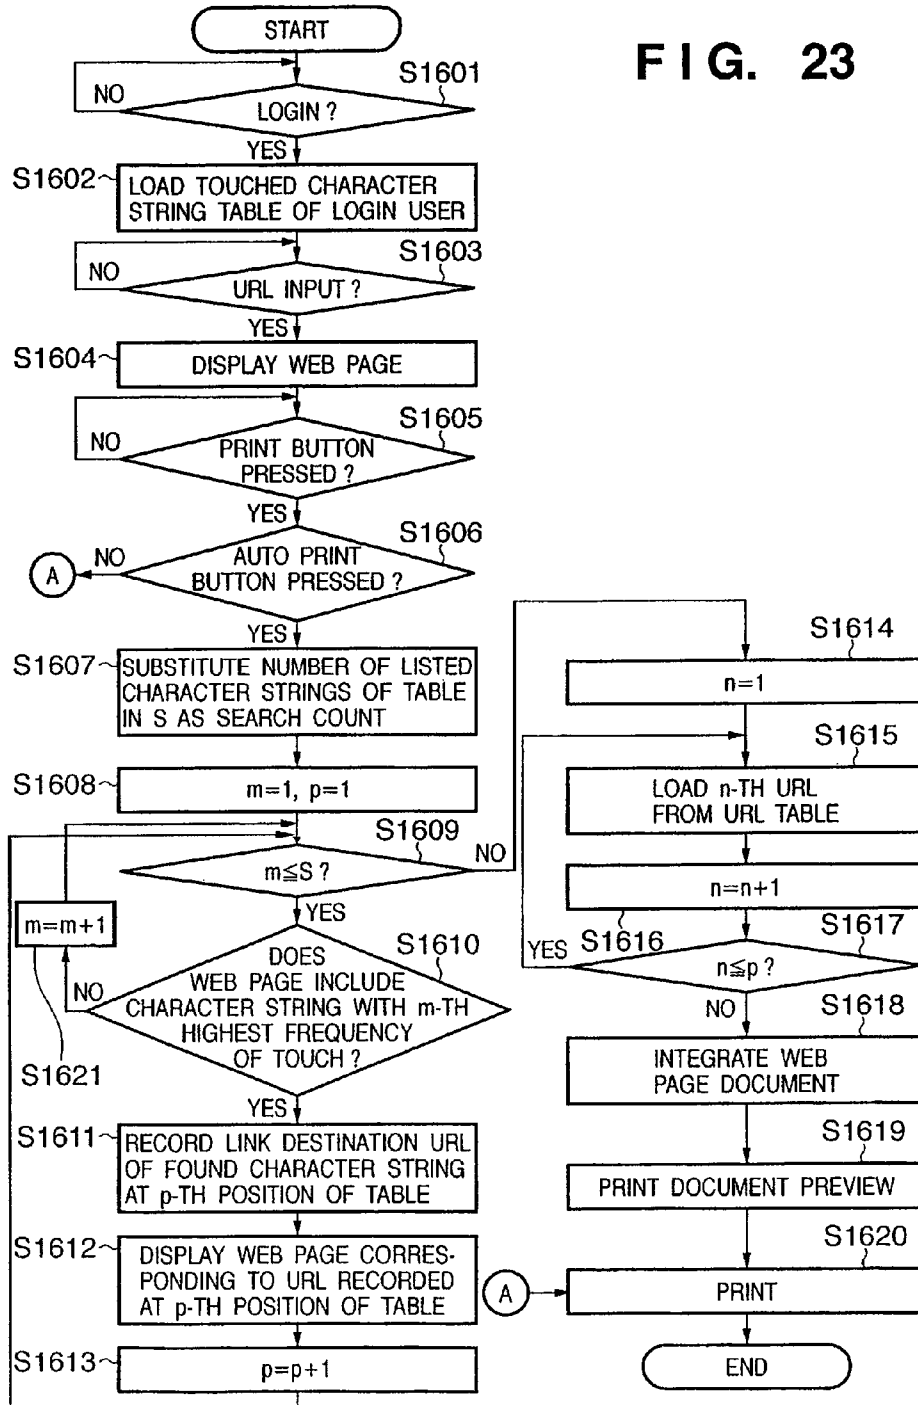 FIG. 23
START
S1601
LOGIN ?
NO
YES
S1602
LOAD TOUCHED CHARACTER
STRING TABLE OF LOGIN USER
S1603
NO
URL INPUT ?
YES
S1604
DISPLAY WEB PAGE
S1605
NO
PRINT BUTTON
PRESSED ?
YES
S1606
A
NO
AUTO PRINT
BUTTON PRESSED ?
YES
S1607
SUBSTITUTE NUMBER OF LISTED
CHARACTER STRINGS OF TABLE
IN S AS SEARCH COUNT
S1608
m=1, p=1
S1609
m≦S ?
NO
YES
m=m+1
S1621
S1610
NO
DOES
WEB PAGE INCLUDE
CHARACTER STRING WITH m-TH
HIGHEST FREQUENCY
OF TOUCH ?
YES
S1611
RECORD LINK DESTINATION URL
OF FOUND CHARACTER STRING
AT p-TH POSITION OF TABLE
S1612
DISPLAY WEB PAGE CORRES-
PONDING TO URL RECORDED
AT p-TH POSITION OF TABLE
S1613
p=p+1
S1614
n=1
S1615
LOAD n-TH URL
FROM URL TABLE
n=n+1
S1616
S1617
YES
n≦p ?
NO
S1618
INTEGRATE WEB
PAGE DOCUMENT
S1619
PRINT DOCUMENT PREVIEW
S1620
A
PRINT
END